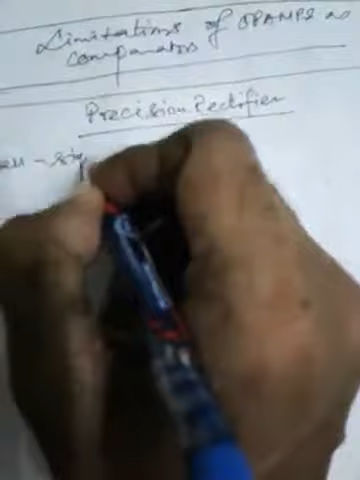 Limitations of OPAMPS as
comparators
Precision Rectifier